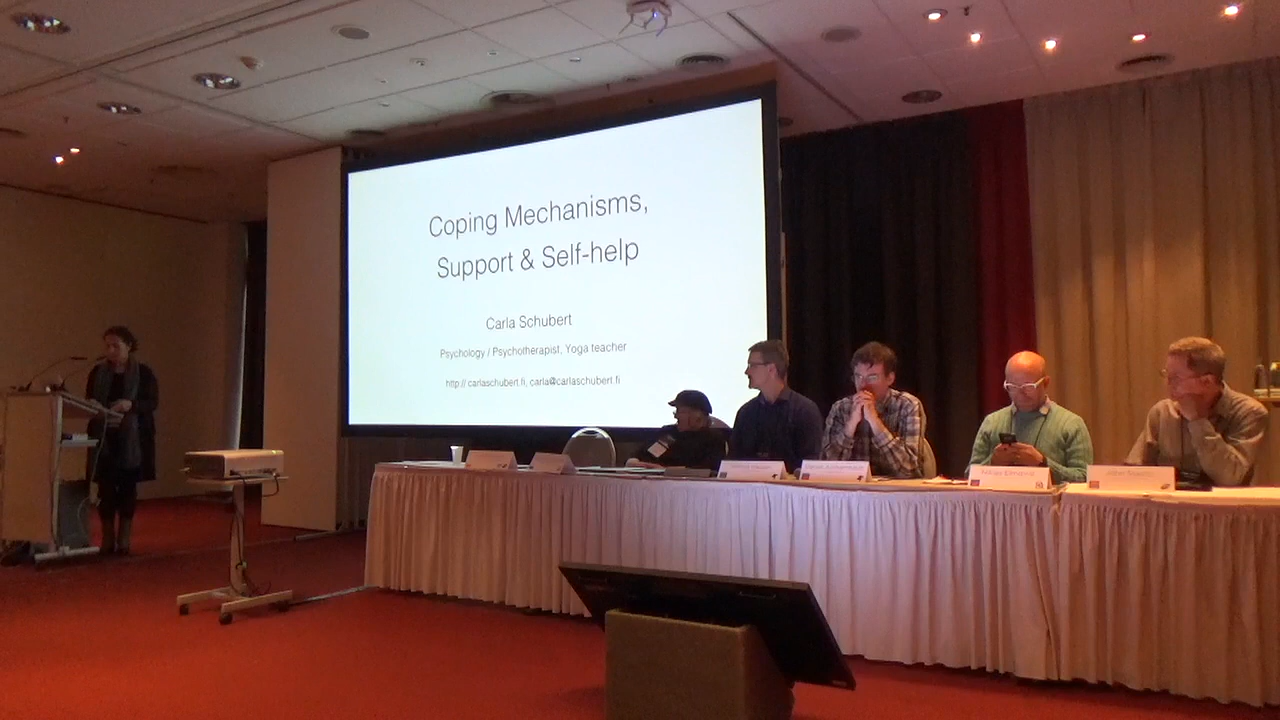 Coping Mechanisms,
Support & Self-help
Carla Schubert
Psychology / Psychotherapist, Yoga teacher
http:// carlaschubert.fi, carla@carlaschubert.fi